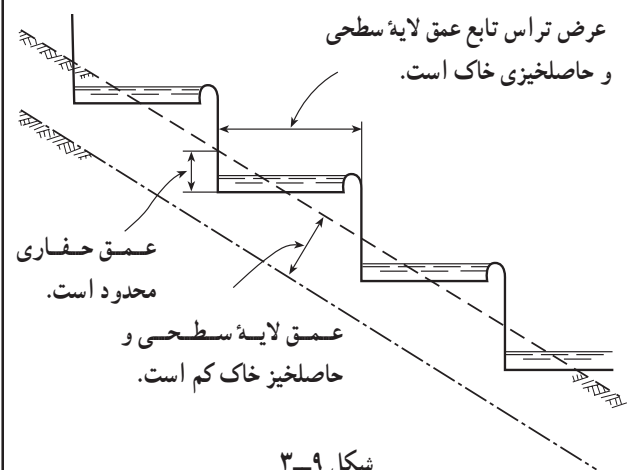 عرض تراس تابع عمق لایهٔ سطحی
و حاصلخیزی خاک است.
عمق حفاری
محدود است.
عمق لایهٔ سطحی و
حاصلخیز خاک کم است.
شکل ۹ــ۳